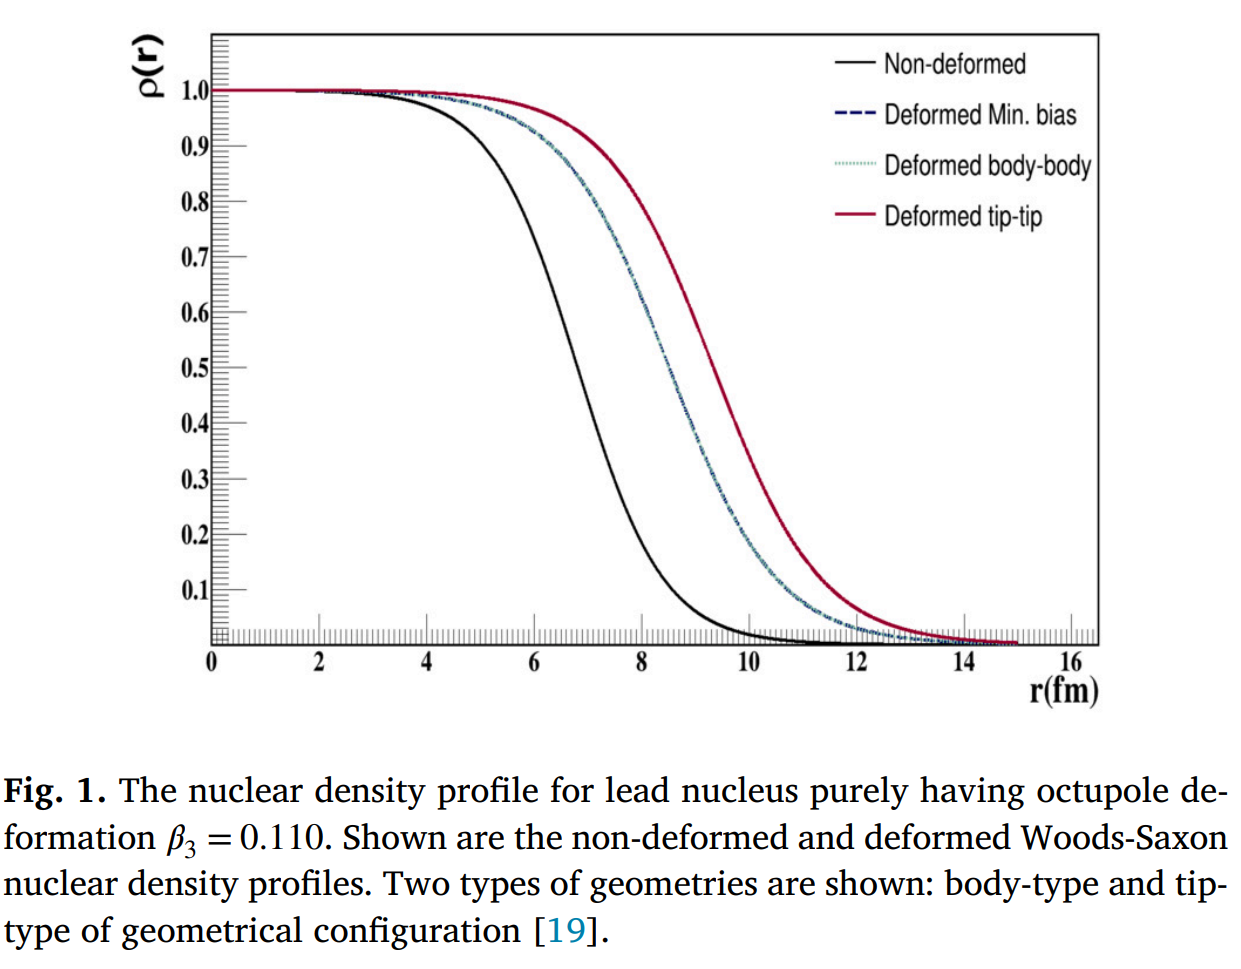 ρ(r)
Non-deformed
Deformed Min. bias
Deformed body-body
Deformed tip-tip
1.0
0.9
0.8
0.7
0.6
0.5
0.4
0.3
0.2
0.1
0 2 4 6 8 10 12 14 16
r(fm)
Fig. 1. The nuclear density profile for lead nucleus purely having octupole de-
formation β3 = 0.110. Shown are the non-deformed and deformed Woods-Saxon
nuclear density profiles. Two types of geometries are shown: body-type and tip-
type of geometrical configuration [19].